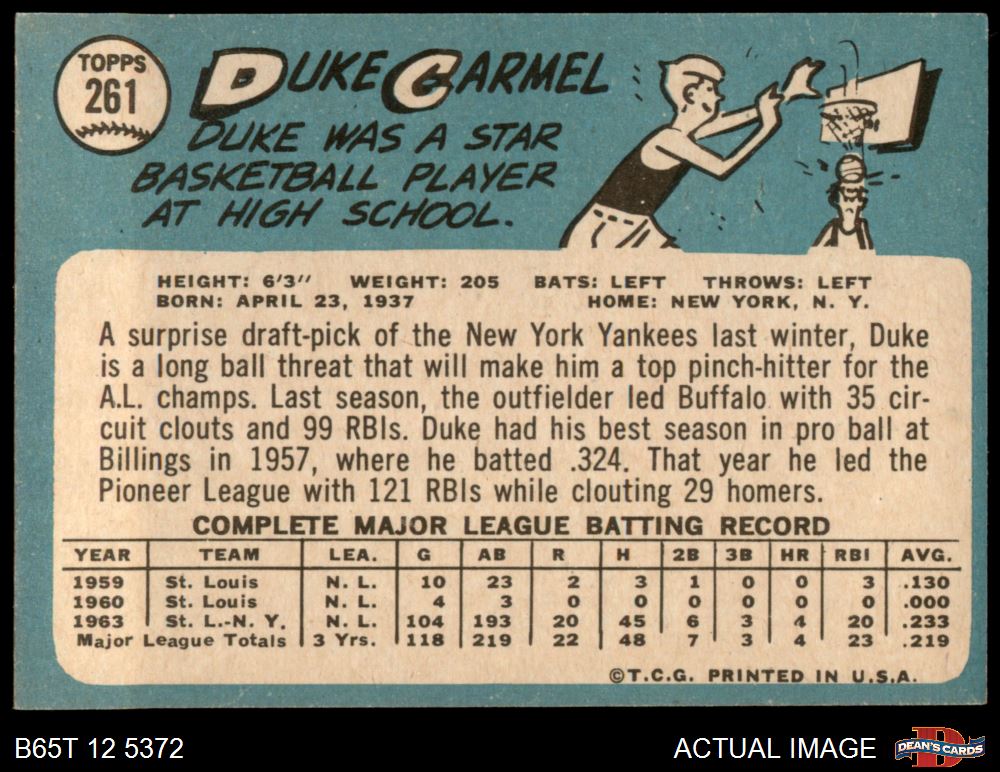 TOPPS
261
DUKE CARMEL
DUKE WAS A STAR
BASKETBALL PLAYER
AT HIGH SCHOOL.
HEIGHT: 6'3" WEIGHT: 205 BATS: LEFT THROWS: LEFT
BORN: APRIL 23, 1937 HOME: NEW YORK, N. Y.
A surprise draft-pick of the New York Yankees last winter, Duke
is a long ball threat that will make him a top pinch-hitter for the
A.L. champs. Last season, the outfielder led Buffalo with 35 cir-
cuit clouts and 99 RBIs. Duke had his best season in pro ball at
Billings in 1957, where he batted .324. That year he led the
Pioneer League with 121 RBIs while clouting 29 homers.
COMPLETE MAJOR LEAGUE BATTING RECORD
YEAR TEAM LEA. G AB R H 2B 3B HR RBI AVG.
1959 St. Louis N. L. 10 23 2 3 1 0 0 3 .130
1960 St. Louis N. L. 4 3 0 0 0 0 0 0 .000
1963 St. L.-N. Y. N. L. 104 193 20 45 6 3 4 20 .233
Major League Totals 3 Yrs. 118 219 22 48 7 3 4 23 .219
©T.C.G. PRINTED IN U.S.A.
B65T 12 5372
ACTUAL IMAGE
D
DEAN'S CARDS